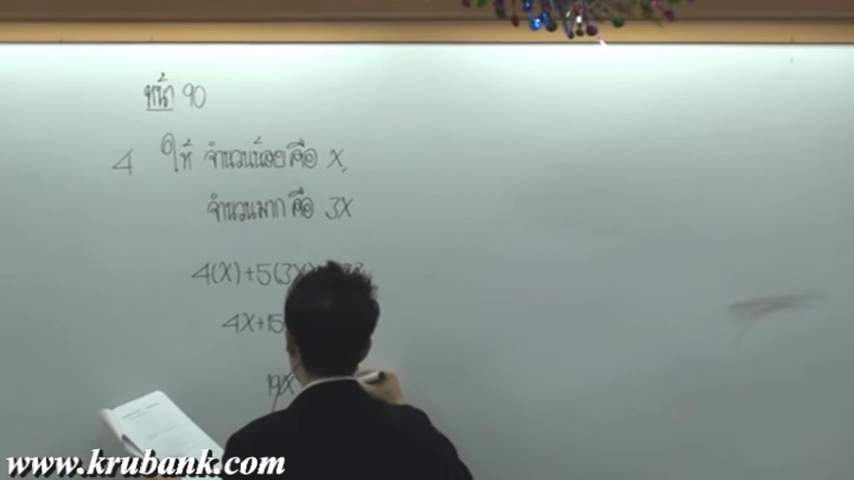 หน้า 90
4 ให้ จำนวนน้อย คือ x,
จำนวนมาก คือ 3x
4(x)+5(3x)
4x+15
19x
www.krubank.com